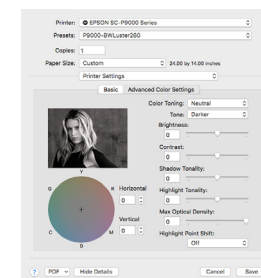 Printer: EPSON SC-P9000 Series
Presets: P9000-BWLuster260
Copies: 1
Paper Size: Custom 24.00 by 14.00 inches
Printer Settings
Basic Advanced Color Settings
Color Toning: Neutral
Tone: Darker
Brightness:
0
Contrast:
0
Shadow Tonality:
0
Highlight Tonality:
0
Max Optical Density:
0
Highlight Point Shift:
Off
Y
G R
C M
B
Horizontal
0
Vertical
0
? PDF Hide Details Cancel Save